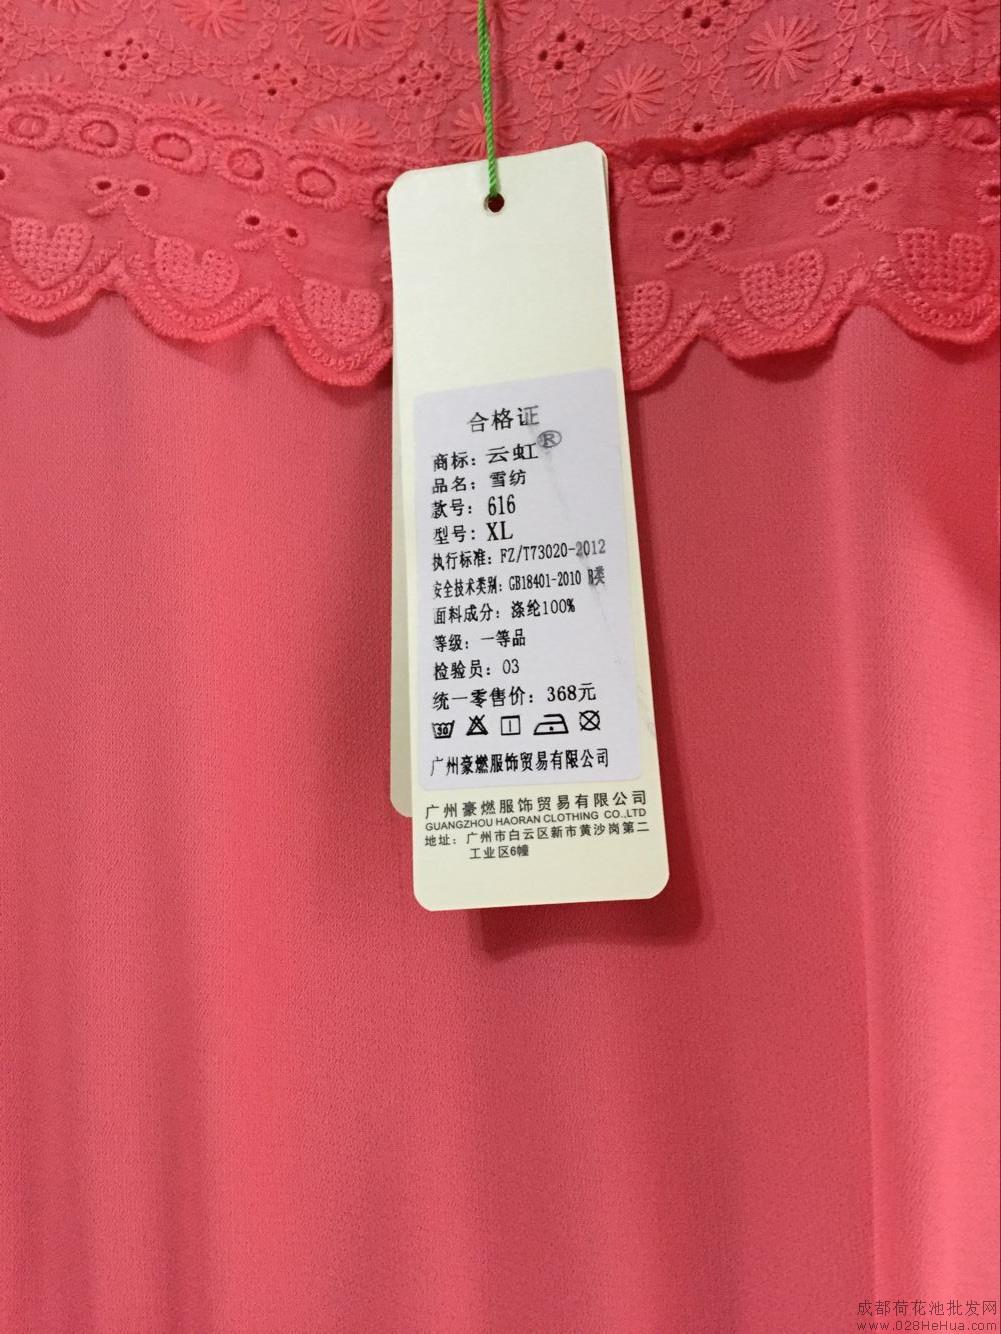 合格证
商标：云虹®
品名：雪纺
款号：616
型号：XL
执行标准：FZ/T73020-2012
安全技术类别：GB18401-2010 B类
面料成分：涤纶100%
等级：一等品
检验员：03
统一零售价：368元
30
广州豪燃服饰贸易有限公司
广州豪燃服饰贸易有限公司
GUANGZHOU HAORAN CLOTHING CO.,LTD
地址：广州市白云区新市黄沙岗第二
工业区6幢
成都荷花池批发网
www.028HeHua.com